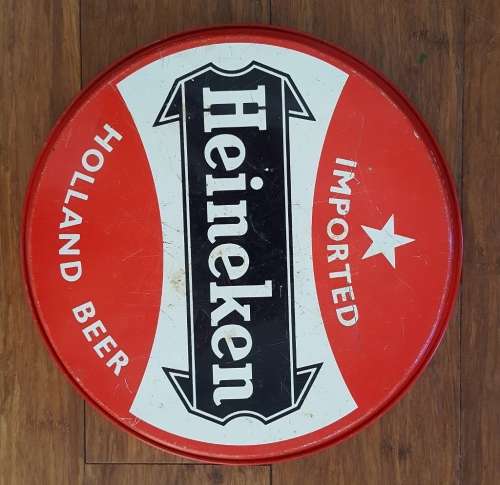 IMPORTED
Heineken
HOLLAND BEER